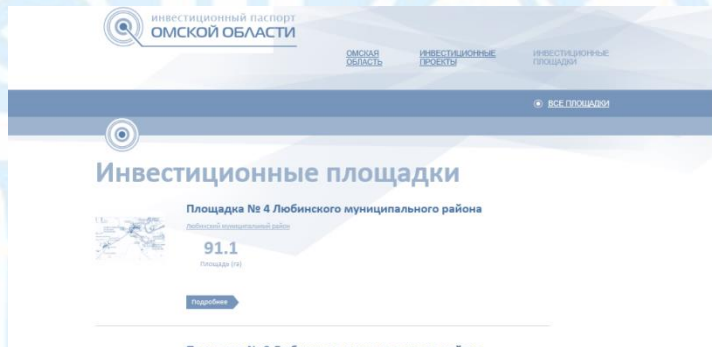 инвестиционный паспорт
ОМСКОЙ ОБЛАСТИ
ОМСКАЯ
ОБЛАСТЬ
ИНВЕСТИЦИОННЫЕ
ПРОЕКТЫ
ИНВЕСТИЦИОННЫЕ
ПЛОЩАДКИ
ВСЕ ПЛОЩАДКИ
Инвестиционные площадки
Площадка № 4 Любинского муниципального района
Любинский муниципальный район
91.1
Площадь (га)
Подробнее